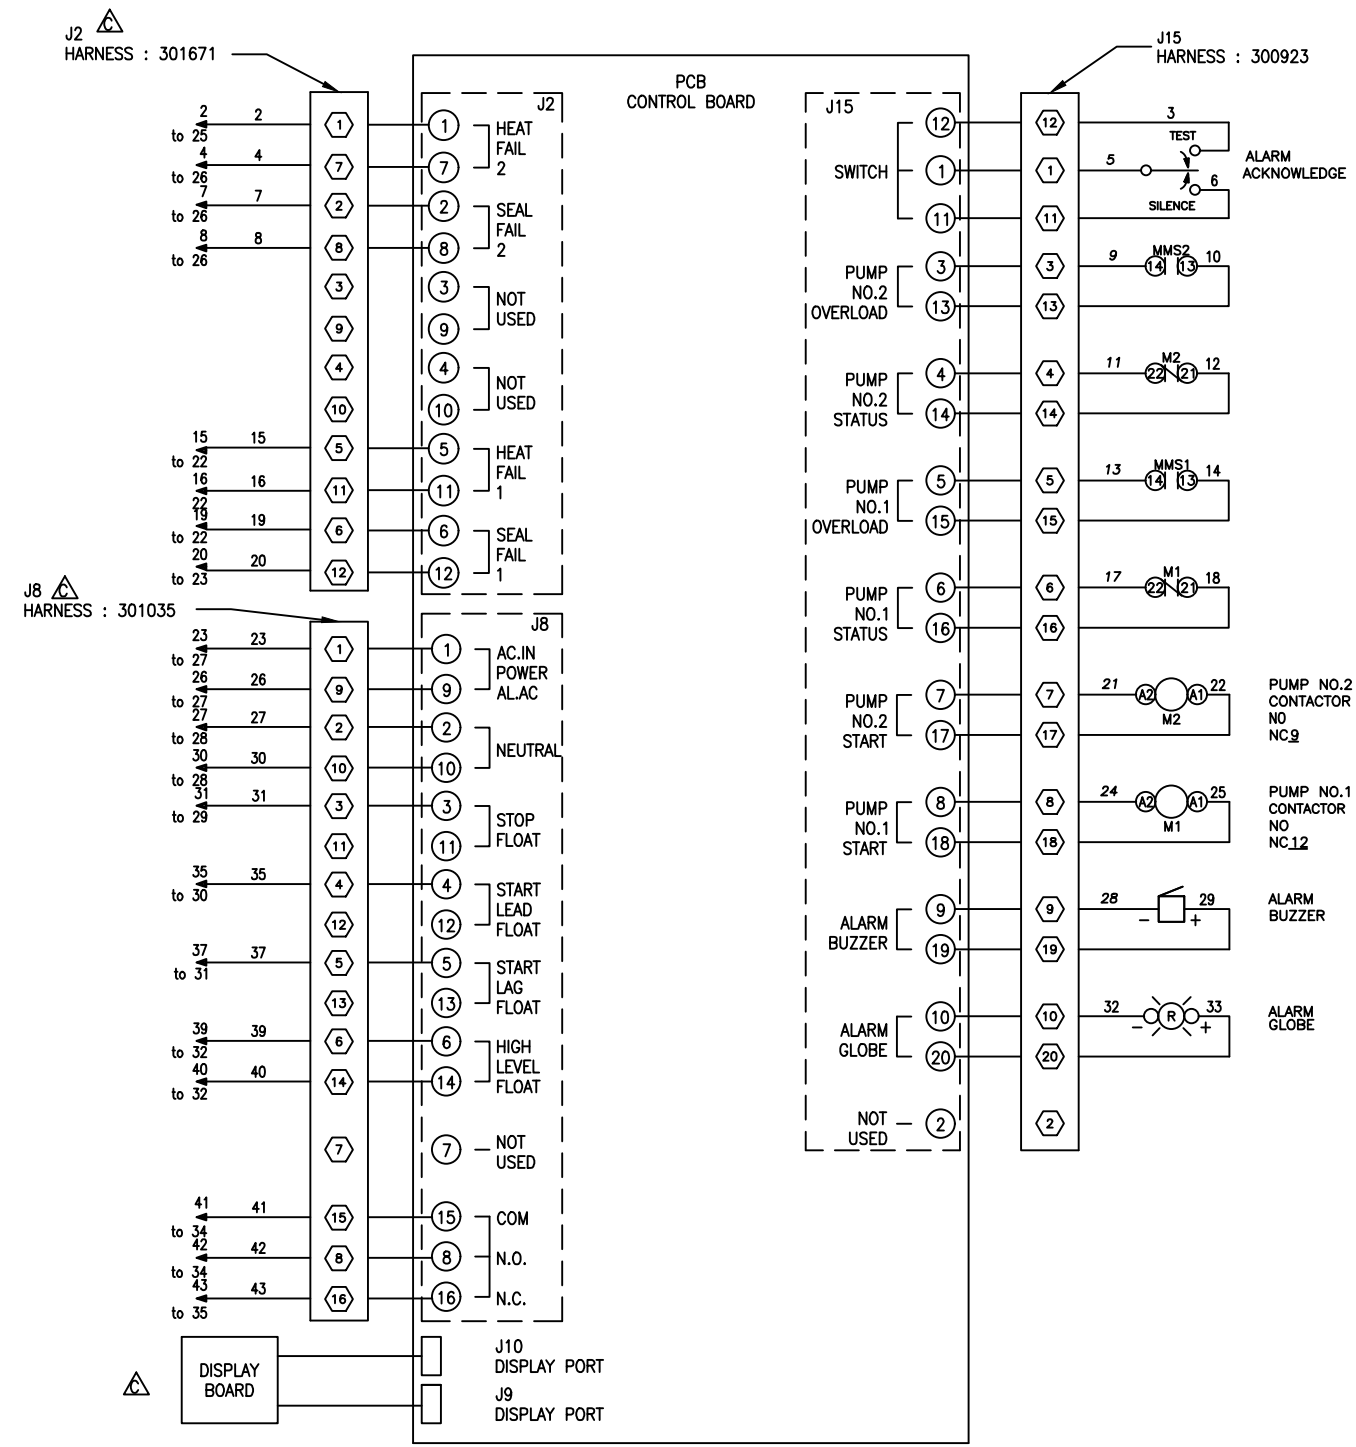 J2 C
HARNESS : 301671
PCB
CONTROL BOARD
J15
HARNESS : 300923
J2
2 2 1 1 HEAT
to 25 FAIL
4 4 7 7 2
to 26
7 7 2 2 SEAL
to 26 FAIL
8 8 8 8 2
to 26
3 3 NOT
9 9 USED
4 4 NOT
10 10 USED
15 15 5 5 HEAT
to 22 FAIL
16 16 11 11 1
22
19 19 6 6 SEAL
to 22 FAIL
20 20 12 12 1
to 23
J8 C
HARNESS : 301035
J8
23 23 1 1 AC.IN
to 27 POWER
26 26 9 9 AL.AC
to 27
27 27 2 2 NEUTRAL
to 28
30 30 10 10
to 28
31 31 3 3 STOP
to 29
11 11 FLOAT
35 35 4 4 START
to 30 LEAD
12 12 FLOAT
37 37 5 5 START
to 31 LAG
13 13 FLOAT
39 39 6 6 HIGH
to 32 LEVEL
40 40 14 14 FLOAT
to 32
7 7 NOT
USED
41 41 15 15 COM
to 34
42 42 8 8 N.O.
to 34
43 43 16 16 N.C.
to 35
C
DISPLAY
BOARD
J10
DISPLAY PORT
J9
DISPLAY PORT
J15
12 12 3
TEST
SWITCH 1 1 5
ALARM
ACKNOWLEDGE
6
SILENCE
11 11
PUMP 3 3 9 MMS2 14 13 10
NO.2
OVERLOAD 13 13
PUMP 4 4 11 M2 22 21 12
NO.2
STATUS 14 14
PUMP 5 5 13 MMS1 14 13 14
NO.1
OVERLOAD 15 15
PUMP 6 6 17 M1 22 21 18
NO.1
STATUS 16 16
PUMP 7 7 21 A2 A1 22
NO.2 M2
START 17 17
PUMP NO.2
CONTACTOR
NO
NC 9
PUMP 8 8 24 A2 A1 25
NO.1 M1
START 18 18
PUMP NO.1
CONTACTOR
NO
NC 12
ALARM 9 9 28 - + 29
BUZZER 19 19
ALARM
BUZZER
ALARM 10 10 32 - R + 33
GLOBE 20 20
ALARM
GLOBE
NOT 2 2
USED